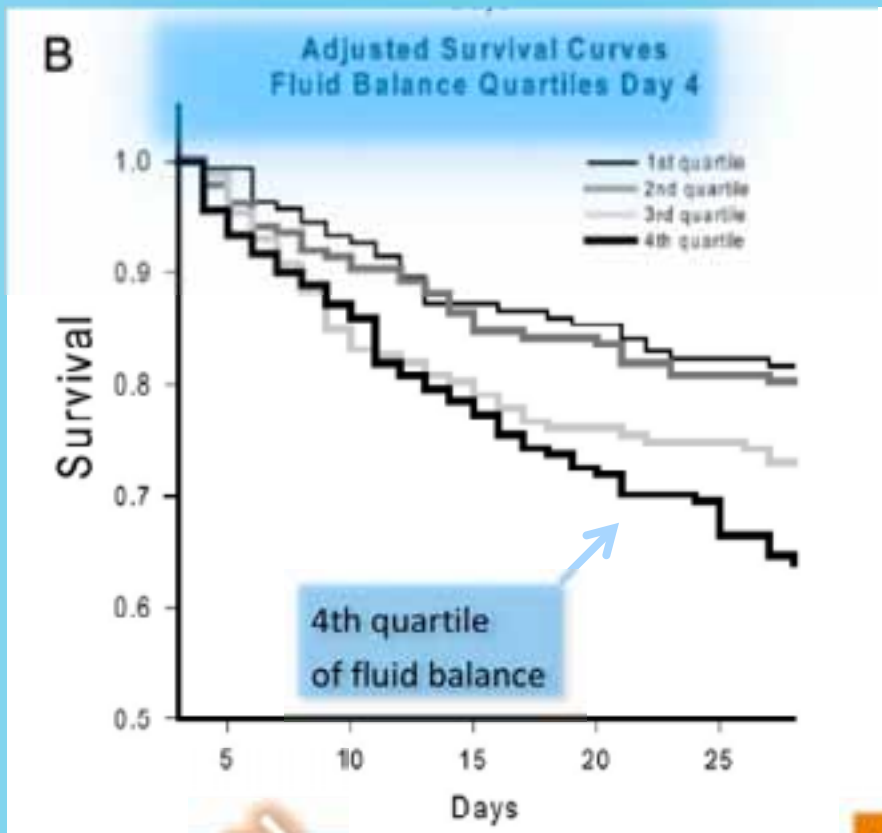 B
Adjusted Survival Curves
Fluid Balance Quartiles Day 4
1st quartile
2nd quartile
3rd quartile
4th quartile
1.0
0.9
0.8
0.7
0.6
0.5
Survival
4th quartile
of fluid balance
5 10 15 20 25
Days